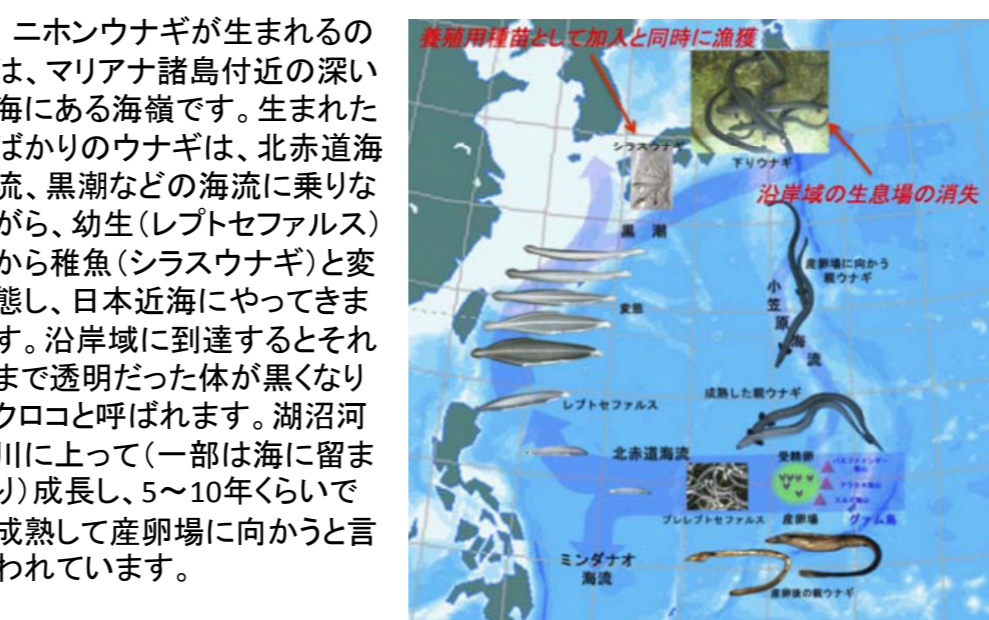 ニホンウナギが生まれるの
は、マリアナ諸島付近の深い
海にある海嶺です。生まれた
ばかりのウナギは、北赤道海
流、黒潮などの海流に乗りな
がら、幼生（レプトセファルス）
から稚魚（シラスウナギ）と変
態し、日本近海にやってきま
す。沿岸域に到達するとそれ
まで透明だった体が黒くなり
クロコと呼ばれます。湖沼河
川に上って（一部は海に留ま
り）成長し、5～10年くらいで
成熟して産卵場に向かうと言
われています。
養殖用種苗として加入と同時に漁獲
シラスウナギ
下りウナギ
沿岸域の生息場の消失
黒潮
産卵場に向かう
親ウナギ
小笠原海流
変態
成熟した親ウナギ
レプトセファルス
北赤道海流
受精卵
プレレプトセファルス
産卵場
グァム島
ミンダナオ
海流
産卵後の親ウナギ